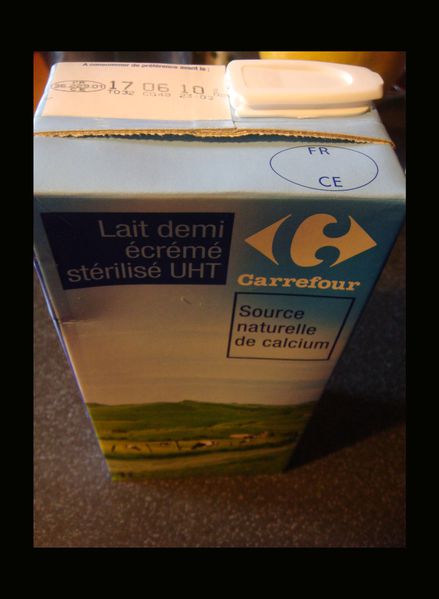 A consommer de préférence avant le :
17 06 10
FR
CE
Lait demi
écrémé
stérilisé UHT
Carrefour
Source
naturelle
de calcium